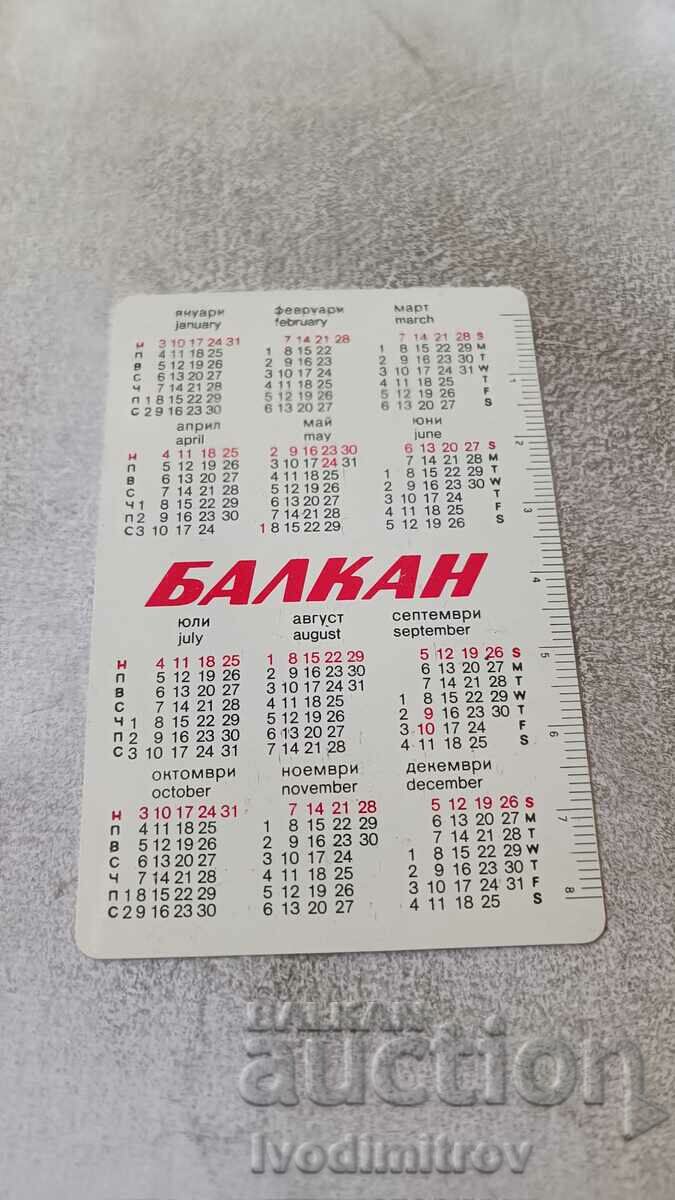 януари февруари март
january february march
Н 3 10 17 24 31 7 14 21 28 7 14 21 28 S
П 4 11 18 25 1 8 15 22 1 8 15 22 29 M
В 5 12 19 26 2 9 16 23 2 9 16 23 30 T
С 6 13 20 27 3 10 17 24 3 10 17 24 31 W
Ч 7 14 21 28 4 11 18 25 4 11 18 25 T
П 1 8 15 22 29 5 12 19 26 5 12 19 26 F
С 2 9 16 23 30 6 13 20 27 6 13 20 27 S
април май юни
april may june
Н 4 11 18 25 2 9 16 23 30 6 13 20 27 S
П 5 12 19 26 3 10 17 24 31 7 14 21 28 M
В 6 13 20 27 4 11 18 25 1 8 15 22 29 T
С 7 14 21 28 5 12 19 26 2 9 16 23 30 W
Ч 1 8 15 22 29 6 13 20 27 3 10 17 24 T
П 2 9 16 23 30 7 14 21 28 4 11 18 25 F
С 3 10 17 24 1 8 15 22 29 5 12 19 26 S
БАЛКАН
юли август септември
july august september
Н 4 11 18 25 1 8 15 22 29 5 12 19 26 S
П 5 12 19 26 2 9 16 23 30 6 13 20 27 M
В 6 13 20 27 3 10 17 24 31 7 14 21 28 T
С 7 14 21 28 4 11 18 25 1 8 15 22 29 W
Ч 1 8 15 22 29 5 12 19 26 2 9 16 23 30 T
П 2 9 16 23 30 6 13 20 27 3 10 17 24 F
С 3 10 17 24 31 7 14 21 28 4 11 18 25 S
октомври ноември декември
october november december
Н 3 10 17 24 31 7 14 21 28 5 12 19 26 S
П 4 11 18 25 1 8 15 22 29 6 13 20 27 M
В 5 12 19 26 2 9 16 23 30 7 14 21 28 T
С 6 13 20 27 3 10 17 24 1 8 15 22 29 W
Ч 7 14 21 28 4 11 18 25 2 9 16 23 30 T
П 1 8 15 22 29 5 12 19 26 3 10 17 24 31 F
С 2 9 16 23 30 6 13 20 27 4 11 18 25 S
1
2
3
4
5
6
7
8
BALKAN
auction
Ivodimitrov